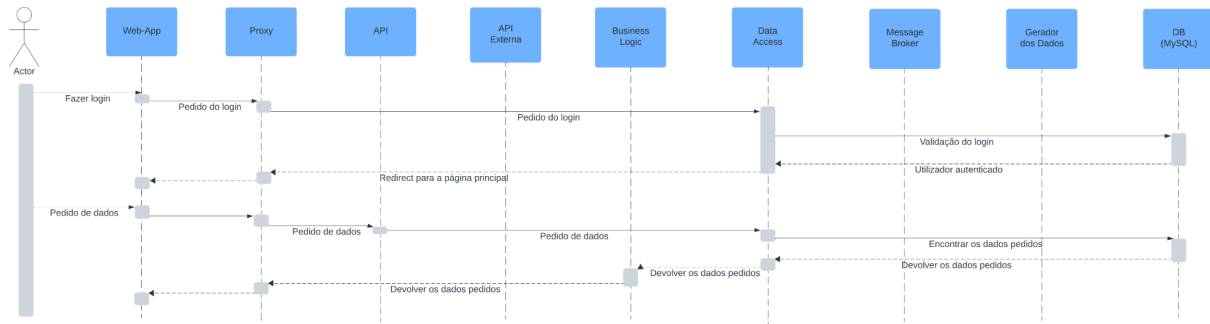 Web-App
Proxy
API
API
Externa
Business
Logic
Data
Access
Message
Broker
Gerador
dos Dados
DB
(MySQL)
Actor
Fazer login
Pedido do login
Pedido do login
Validação do login
Utilizador autenticado
Redirect para a página principal
Pedido de dados
Pedido de dados
Pedido de dados
Encontrar os dados pedidos
Devolver os dados pedidos
Devolver os dados pedidos
Devolver os dados pedidos